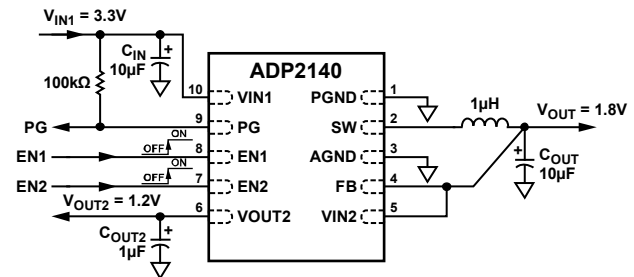 VIN1 = 3.3V
CIN
10µF
+
100kΩ
ADP2140
10 VIN1
PGND 1
1µH
VOUT = 1.8V
PG
9 PG
SW 2
EN1
OFF ON
8 EN1
AGND 3
+
COUT
10µF
EN2
OFF ON
7 EN2
FB 4
VOUT2 = 1.2V
6 VOUT2
VIN2 5
COUT2
1µF
+